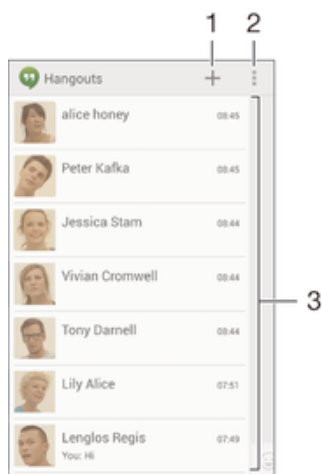 1 2
Hangouts
alice honey 08:45
Peter Kafka 08:45
Jessica Stam 08:44
Vivian Cromwell 08:44
3
Tony Darnell 08:44
Lily Alice 07:51
Lenglos Regis 07:49
You: Hi